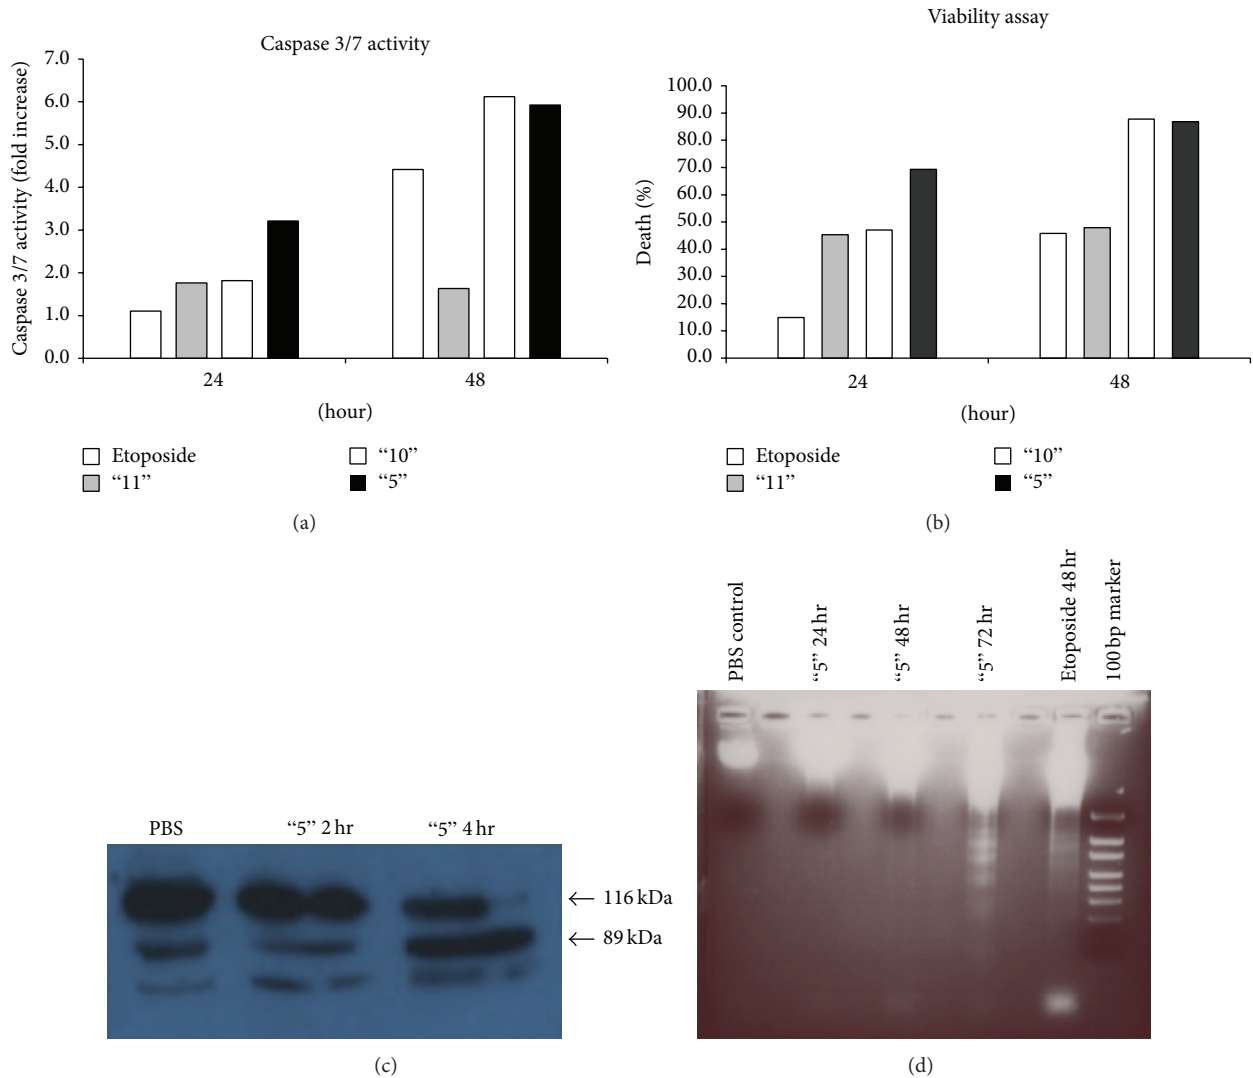 Caspase 3/7 activity
Caspase 3/7 activity (fold increase)
7.0
6.0
5.0
4.0
3.0
2.0
1.0
0.0
24
48
(hour)
Etoposide
“10”
“11”
“5”
(a)
Viability assay
Death (%)
100.0
90.0
80.0
70.0
60.0
50.0
40.0
30.0
20.0
10.0
0.0
24
48
(hour)
Etoposide
“10”
“11”
“5”
(b)
PBS
“5” 2 hr
“5” 4 hr
← 116 kDa
← 89 kDa
(c)
PBS control
“5” 24 hr
“5” 48 hr
“5” 72 hr
Etoposide 48 hr
100 bp marker
(d)